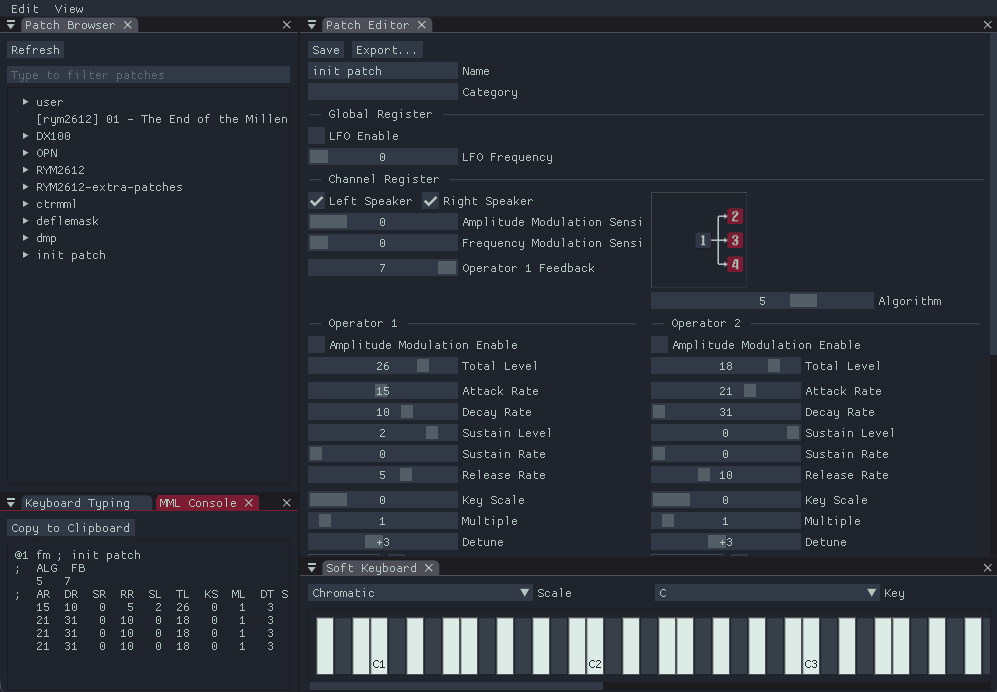 Edit View
Patch Browser
Refresh
Type to filter patches
user
[rym2612] 01 - The End of the Millen
DX100
OPN
RYM2612
RYM2612-extra-patches
ctrmml
deflemask
dmp
init patch
Keyboard Typing MML Console
Copy to Clipboard
@1 fm ; init patch
; ALG FB
5 7
; AR DR SR RR SL TL KS ML DT S
15 10 0 5 2 26 0 1 3
21 31 0 10 0 18 0 1 3
21 31 0 10 0 18 0 1 3
21 31 0 10 0 18 0 1 3
Patch Editor
Save Export...
init patch Name
Category
Global Register
LFO Enable
0 LFO Frequency
Channel Register
Left Speaker Right Speaker
0 Amplitude Modulation Sensi
0 Frequency Modulation Sensi
7 Operator 1 Feedback
2
1 3
4
5 Algorithm
Operator 1
Amplitude Modulation Enable
26 Total Level
15 Attack Rate
10 Decay Rate
2 Sustain Level
0 Sustain Rate
5 Release Rate
0 Key Scale
1 Multiple
+3 Detune
Operator 2
Amplitude Modulation Enable
18 Total Level
21 Attack Rate
31 Decay Rate
0 Sustain Level
0 Sustain Rate
10 Release Rate
0 Key Scale
1 Multiple
+3 Detune
Soft Keyboard
Chromatic Scale C Key
C1 C2 C3